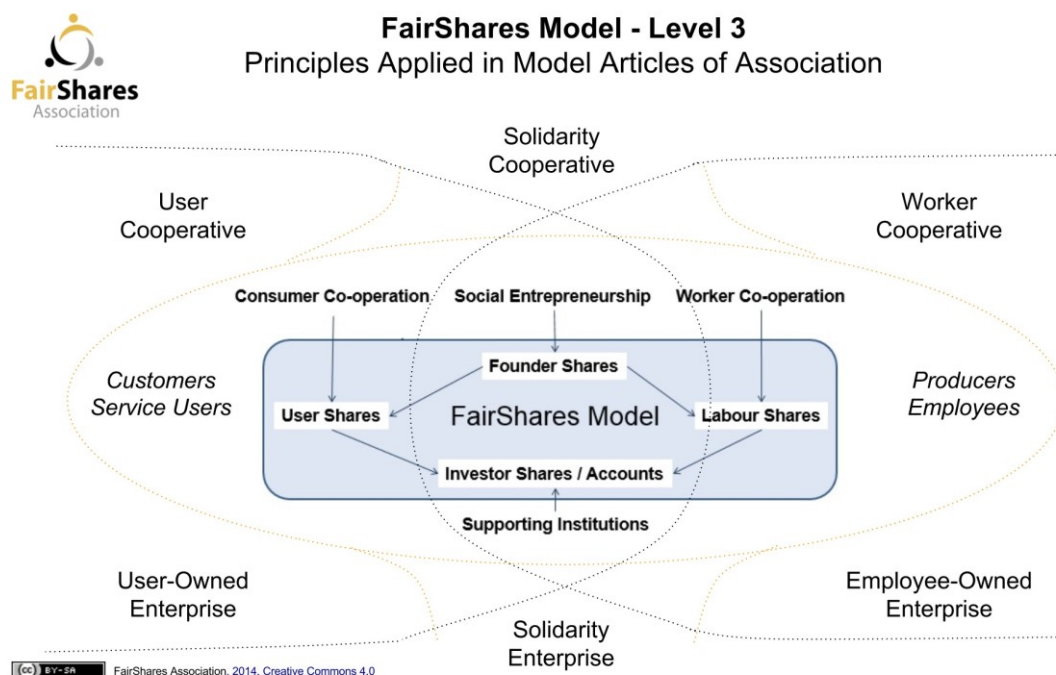 FairShares Model - Level 3
Principles Applied in Model Articles of Association
FairShares
Association
Solidarity
Cooperative
User
Cooperative
Worker
Cooperative
Consumer Co-operation
Social Entrepreneurship
Worker Co-operation
Founder Shares
Customers
Service Users
Producers
Employees
User Shares
FairShares Model
Labour Shares
Investor Shares / Accounts
Supporting Institutions
User-Owned
Enterprise
Employee-Owned
Enterprise
Solidarity
Enterprise
(cc) BY-SA
FairShares Association, 2014, Creative Commons 4.0